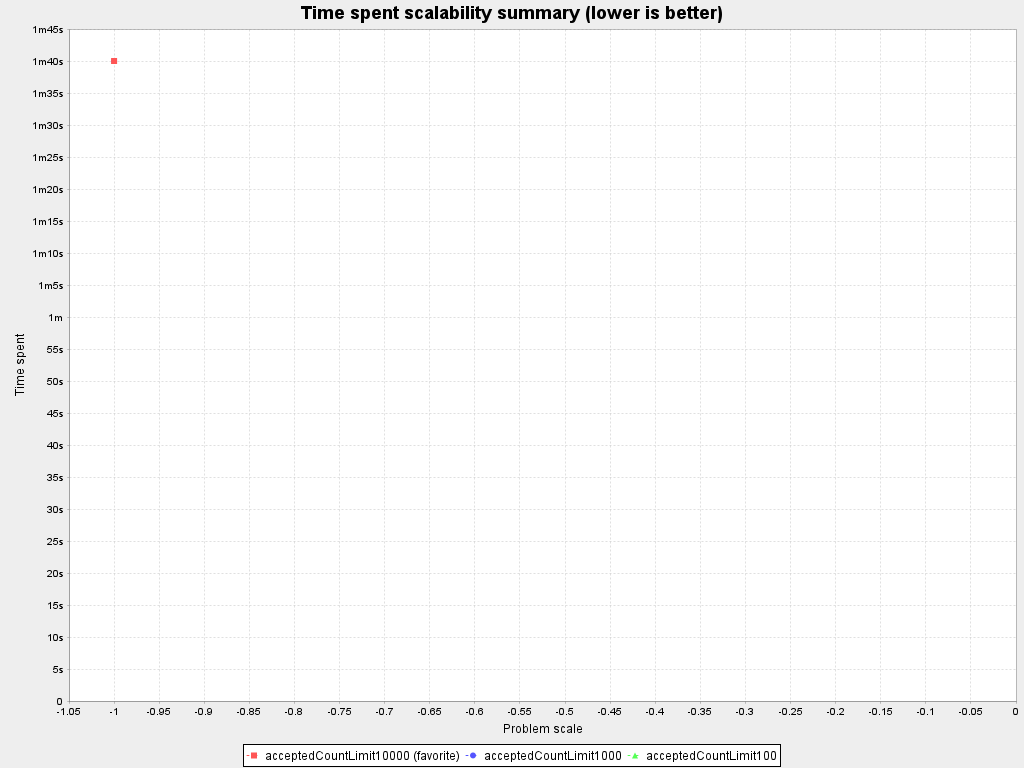 Time spent scalability summary (lower is better)
1m45s
1m40s
1m35s
1m30s
1m25s
1m20s
1m15s
1m10s
1m5s
1m
55s
50s
45s
40s
35s
30s
25s
20s
15s
10s
5s
0
Time spent
-1.05 -1 -0.95 -0.9 -0.85 -0.8 -0.75 -0.7 -0.65 -0.6 -0.55 -0.5 -0.45 -0.4 -0.35 -0.3 -0.25 -0.2 -0.15 -0.1 -0.05 0
Problem scale
acceptedCountLimit10000 (favorite) acceptedCountLimit1000 acceptedCountLimit100